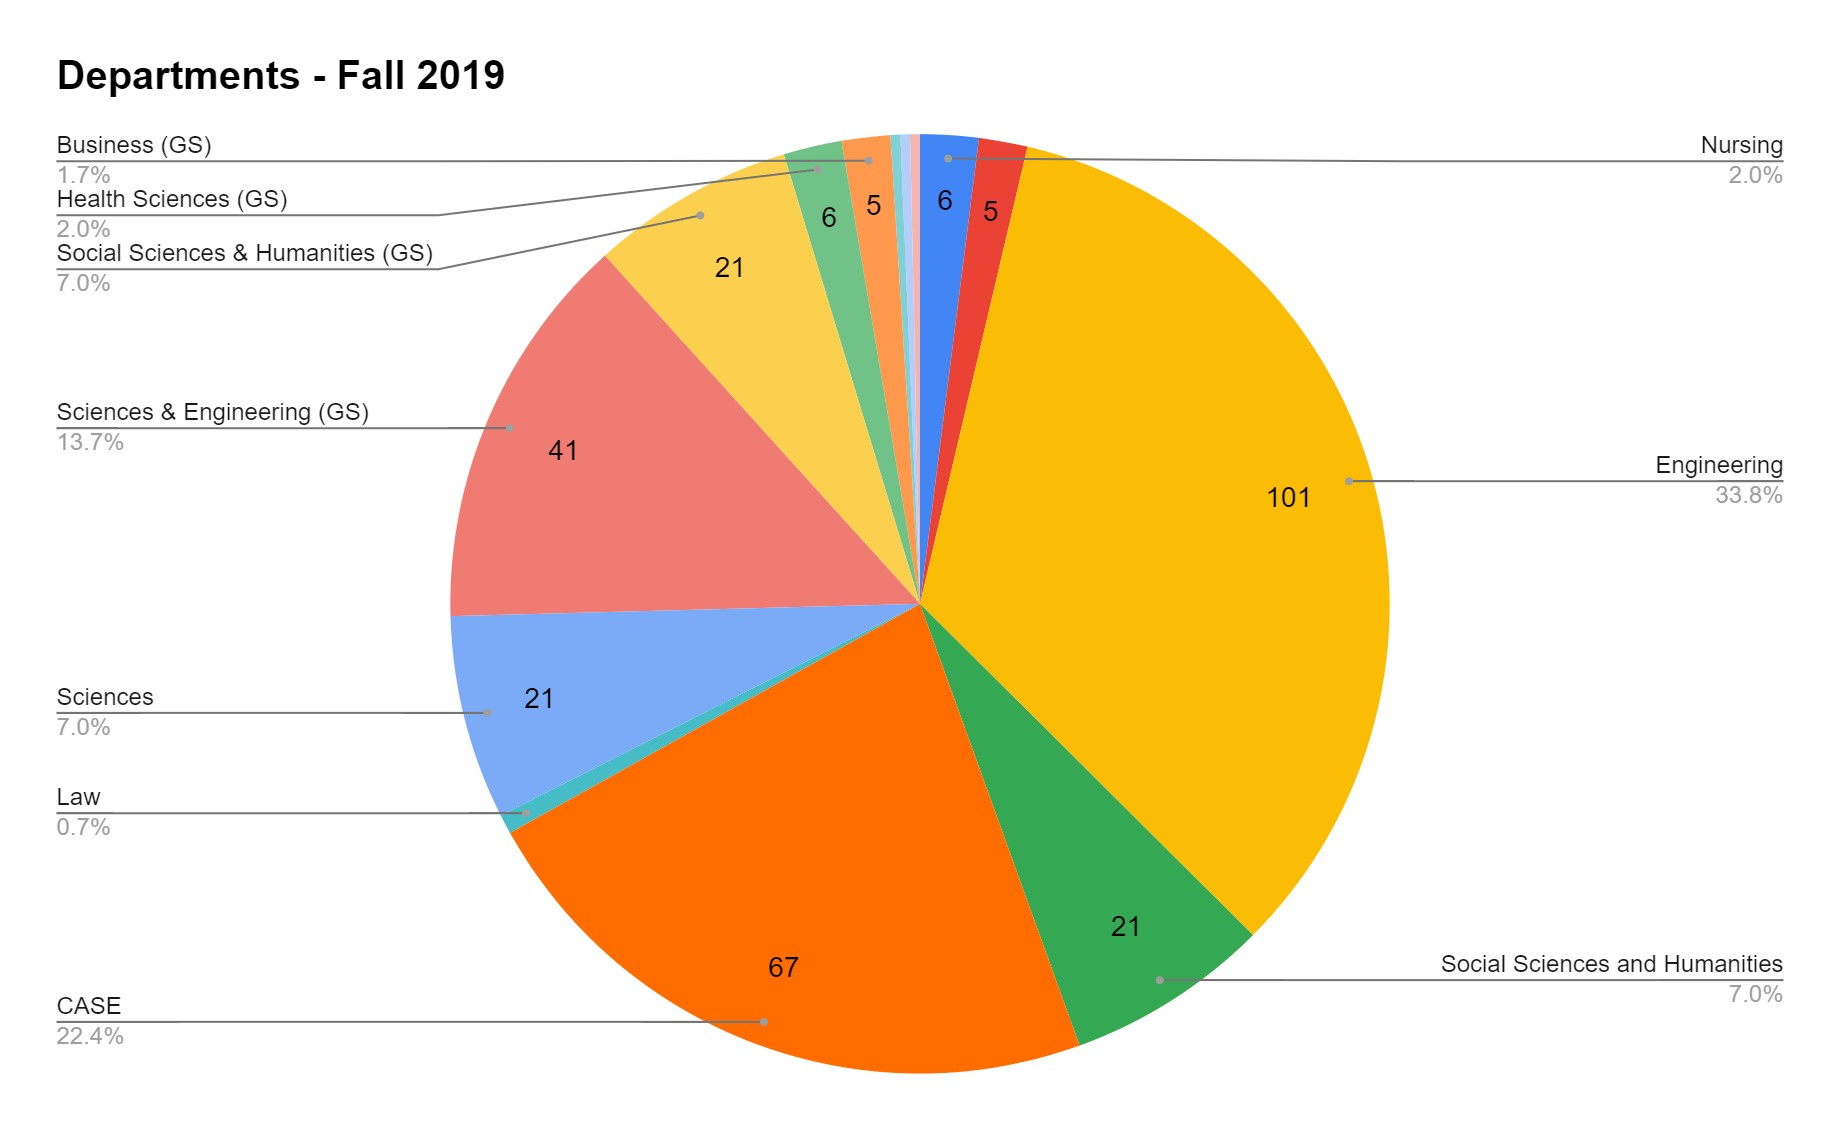 Departments - Fall 2019
Business (GS)
1.7%
Health Sciences (GS)
2.0%
Social Sciences & Humanities (GS)
7.0%
Sciences & Engineering (GS)
13.7%
Sciences
7.0%
Law
0.7%
CASE
22.4%
Nursing
2.0%
Engineering
33.8%
Social Sciences and Humanities
7.0%
6
5
6
5
21
41
101
21
21
67